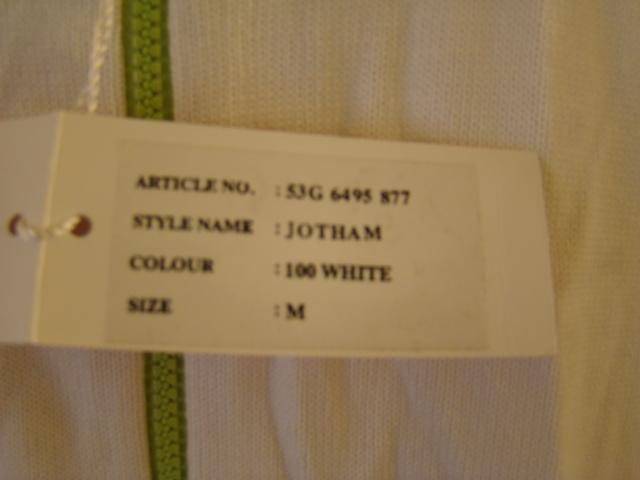 ARTICLE NO. : 53G 6495 877
STYLE NAME : JOTHAM
COLOUR : 100 WHITE
SIZE : M